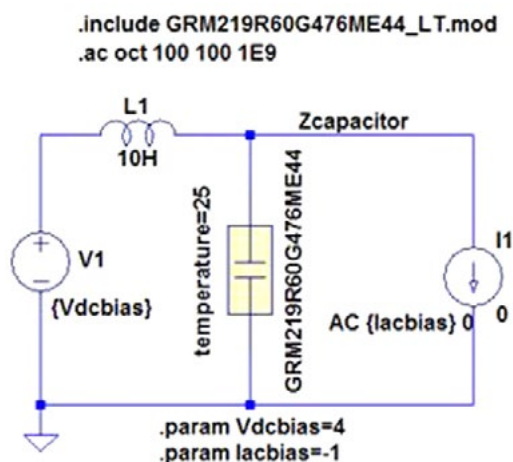 .include GRM219R60G476ME44_LT.mod
.ac oct 100 100 1E9
L1
10H
Zcapacitor
V1
{Vdcbias}
temperature=25
GRM219R60G476ME44
I1
0
AC {Iacbias} 0
.param Vdcbias=4
.param Iacbias=-1